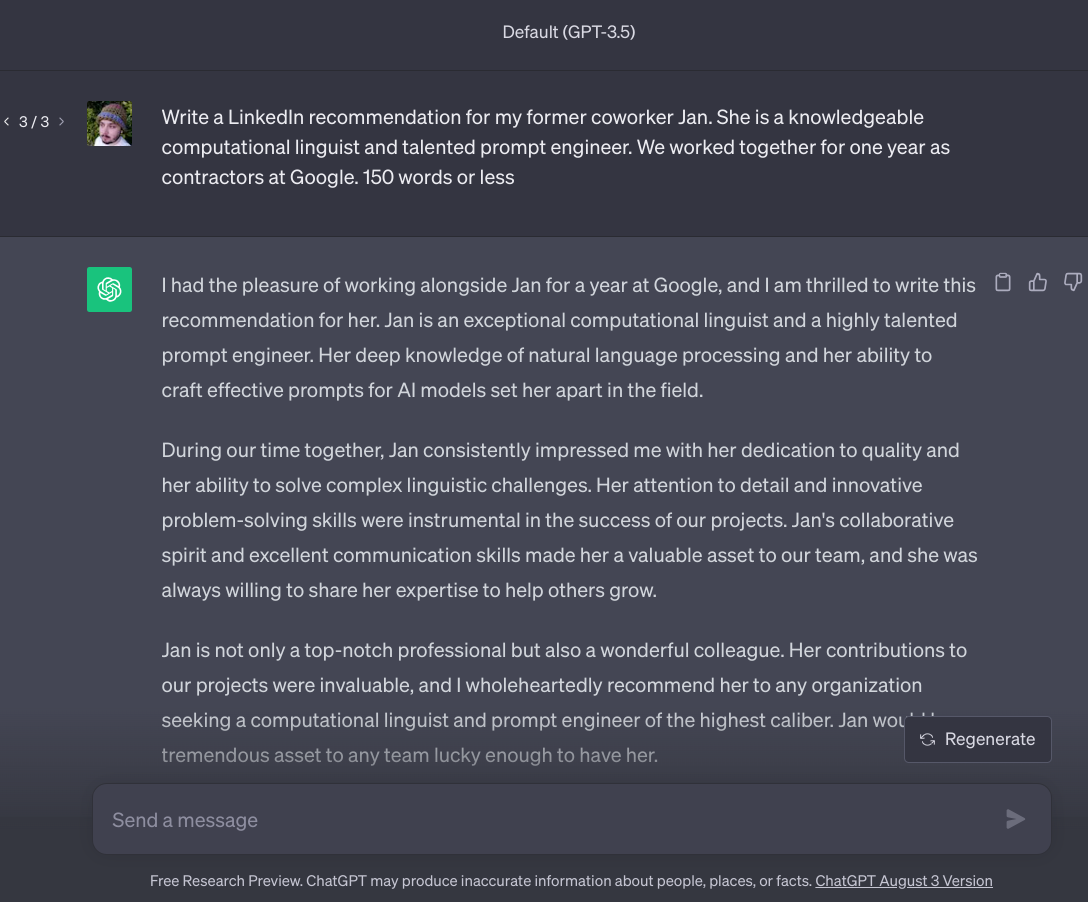 Default (GPT-3.5)
< 3 / 3 >
Write a LinkedIn recommendation for my former coworker Jan. She is a knowledgeable
computational linguist and talented prompt engineer. We worked together for one year as
contractors at Google. 150 words or less
I had the pleasure of working alongside Jan for a year at Google, and I am thrilled to write this
recommendation for her. Jan is an exceptional computational linguist and a highly talented
prompt engineer. Her deep knowledge of natural language processing and her ability to
craft effective prompts for AI models set her apart in the field.
During our time together, Jan consistently impressed me with her dedication to quality and
her ability to solve complex linguistic challenges. Her attention to detail and innovative
problem-solving skills were instrumental in the success of our projects. Jan's collaborative
spirit and excellent communication skills made her a valuable asset to our team, and she was
always willing to share her expertise to help others grow.
Jan is not only a top-notch professional but also a wonderful colleague. Her contributions to
our projects were invaluable, and I wholeheartedly recommend her to any organization
seeking a computational linguist and prompt engineer of the highest caliber. Jan
tremendous asset to any team lucky enough to have her.
Regenerate
Send a message
Free Research Preview. ChatGPT may produce inaccurate information about people, places, or facts. ChatGPT August 3 Version